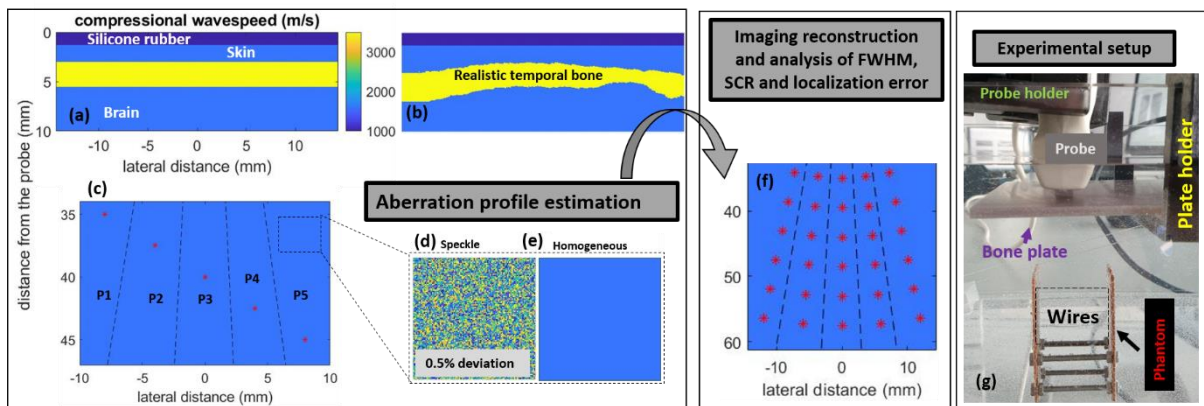 compressional wavespeed (m/s)
0
5
10
Silicone rubber
Skin
(a)
Brain
-10
-5
0
5
10
lateral distance (mm)
3000
2000
1000
Realistic temporal bone
(b)
distance from the probe (mm)
(c)
35
40
45
P1
P2
P3
P4
P5
-10
-5
0
5
10
lateral distance (mm)
Aberration profile estimation
(d) Speckle
(e) Homogeneous
0.5% deviation
Imaging reconstruction
and analysis of FWHM,
SCR and localization error
(f)
40
50
60
-10
0
10
lateral distance (mm)
Experimental setup
Probe holder
Probe
Plate holder
Bone plate
Wires
Phantom
(g)